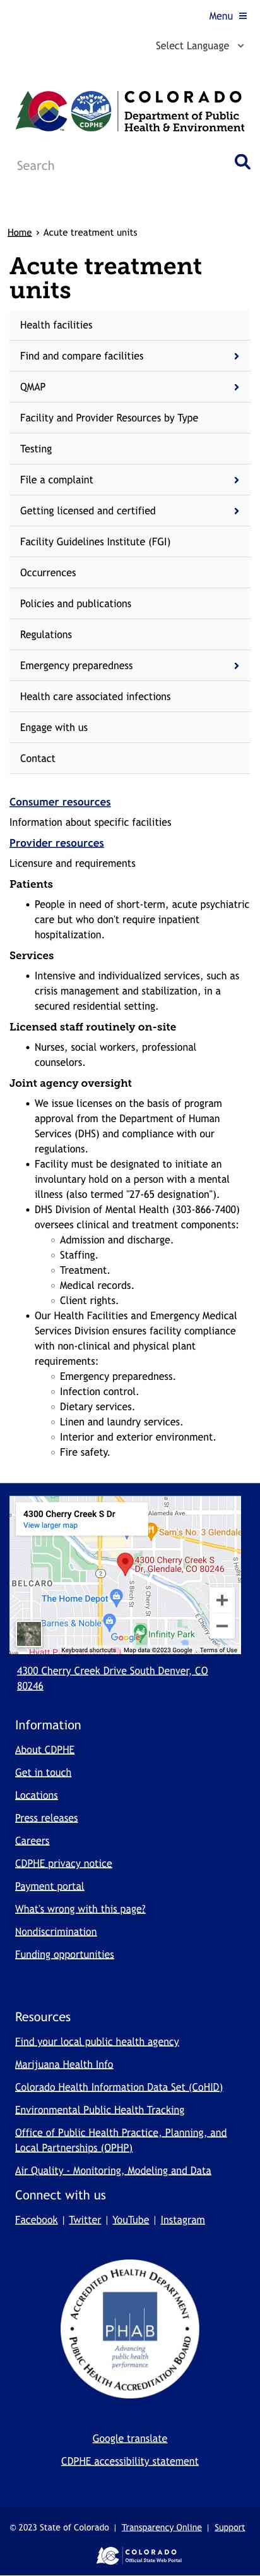 Menu
Select Language
CDPHE
COLORADO
Department of Public
Health & Environment
Search
Home > Acute treatment units
Acute treatment
units
Health facilities
Find and compare facilities
QMAP
Facility and Provider Resources by Type
Testing
File a complaint
Getting licensed and certified
Facility Guidelines Institute (FGI)
Occurrences
Policies and publications
Regulations
Emergency preparedness
Health care associated infections
Engage with us
Contact
Consumer resources
Information about specific facilities
Provider resources
Licensure and requirements
Patients
• People in need of short-term, acute psychiatric
care but who don't require inpatient
hospitalization.
Services
• Intensive and individualized services, such as
crisis management and stabilization, in a
secured residential setting.
Licensed staff routinely on-site
• Nurses, social workers, professional
counselors.
Joint agency oversight
• We issue licenses on the basis of program
approval from the Department of Human
Services (DHS) and compliance with our
regulations.
• Facility must be designated to initiate an
involuntary hold on a person with a mental
illness (also termed "27-65 designation").
• DHS Division of Mental Health (303-866-7400)
oversees clinical and treatment components:
◦ Admission and discharge.
◦ Staffing.
◦ Treatment.
◦ Medical records.
◦ Client rights.
• Our Health Facilities and Emergency Medical
Services Division ensures facility compliance
with non-clinical and physical plant
requirements:
◦ Emergency preparedness.
◦ Infection control.
◦ Dietary services.
◦ Linen and laundry services.
◦ Interior and exterior environment.
◦ Fire safety.
4300 Cherry Creek S Dr
View larger map
Alameda Ave
Sam's No. 3 Glendale
4300 Cherry Creek S
Dr, Glendale, CO 80246
2
BELCARO
The Home Depot
S Cherry St
Barnes & Noble
Google
Infinity Park
Hyatt P
Keyboard shortcuts Map data ©2023 Google Terms of Use
4300 Cherry Creek Drive South Denver, CO
80246
Information
About CDPHE
Get in touch
Locations
Press releases
Careers
CDPHE privacy notice
Payment portal
What's wrong with this page?
Nondiscrimination
Funding opportunities
Resources
Find your local public health agency
Marijuana Health Info
Colorado Health Information Data Set (CoHID)
Environmental Public Health Tracking
Office of Public Health Practice, Planning, and
Local Partnerships (OPHP)
Air Quality - Monitoring, Modeling and Data
Connect with us
Facebook | Twitter | YouTube | Instagram
ACCREDITED HEALTH DEPARTMENT
PHAB
Advancing
public health
performance
PUBLIC HEALTH ACCREDITATION BOARD
Google translate
CDPHE accessibility statement
© 2023 State of Colorado | Transparency Online | Support
COLORADO
Official State Web Portal